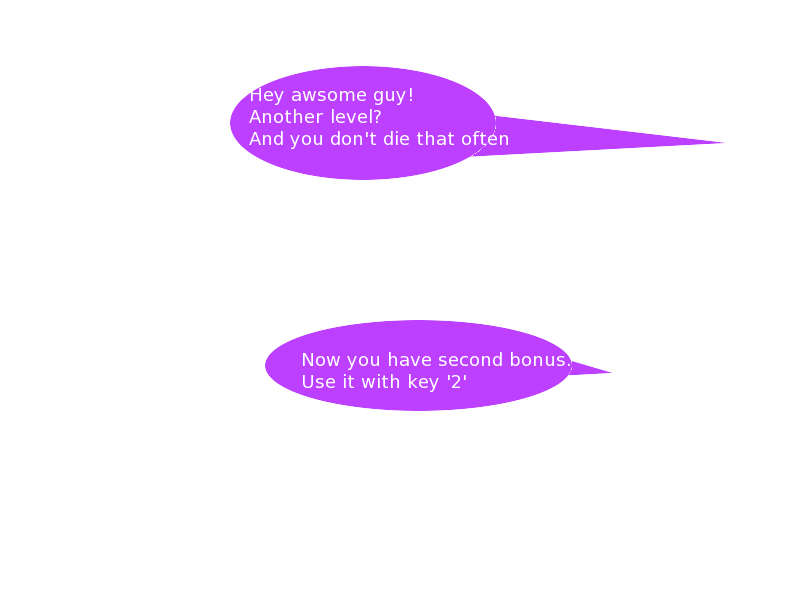 Hey awsome guy!
Another level?
And you don't die that often
Now you have second bonus.
Use it with key '2'